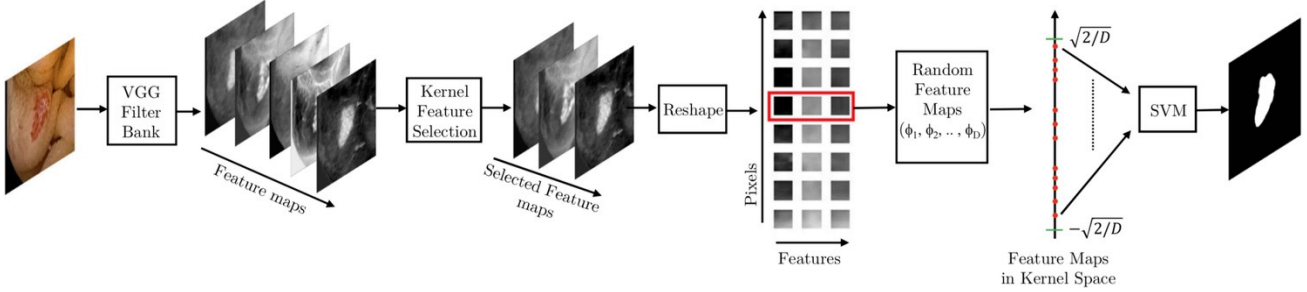 VGG
Filter
Bank
Feature maps
Kernel
Feature
Selection
Selected Feature
maps
Reshape
Pixels
Features
Random
Feature
Maps
(ϕ₁, ϕ₂, .. , ϕ_D)
√2/D
−√2/D
Feature Maps
in Kernel Space
SVM